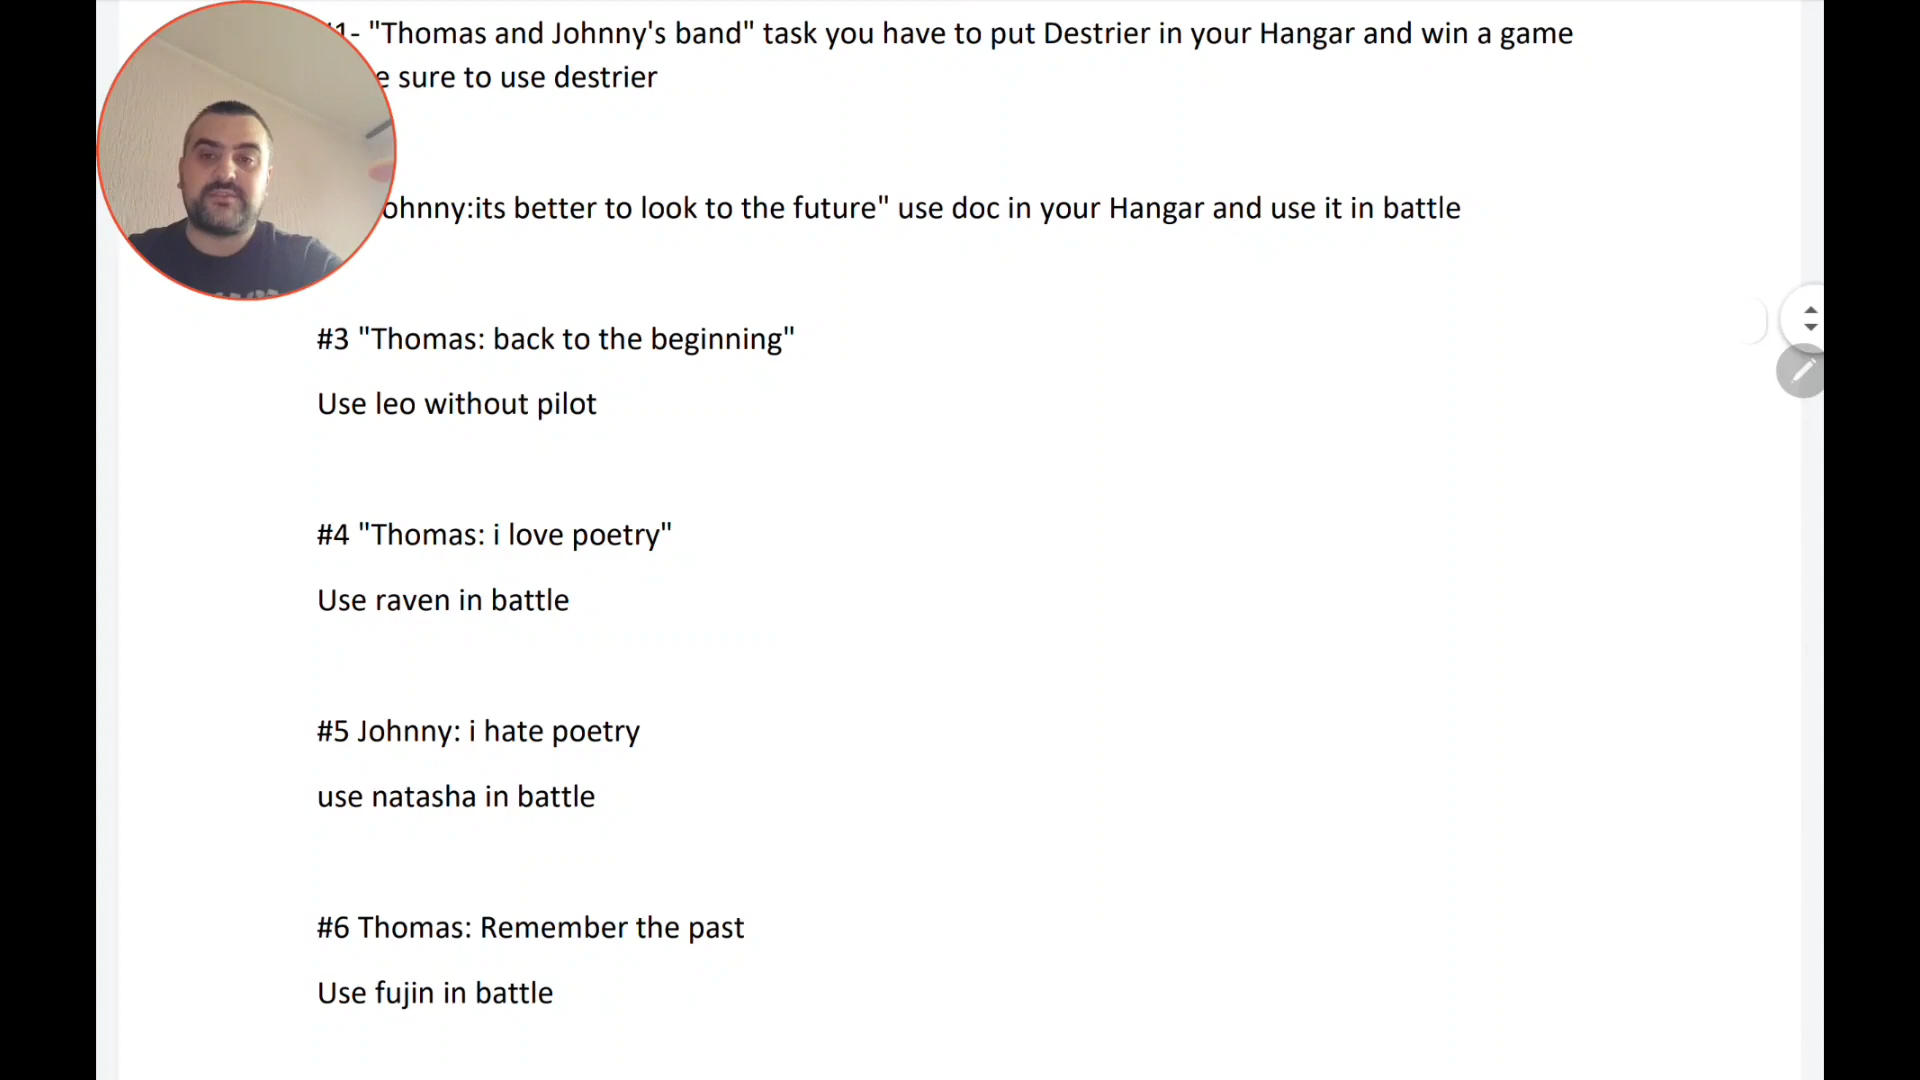 1- "Thomas and Johnny's band" task you have to put Destrier in your Hangar and win a game
sure to use destrier
ohnny:its better to look to the future" use doc in your Hangar and use it in battle
#3 "Thomas: back to the beginning"
Use leo without pilot
#4 "Thomas: i love poetry"
Use raven in battle
#5 Johnny: i hate poetry
use natasha in battle
#6 Thomas: Remember the past
Use fujin in battle